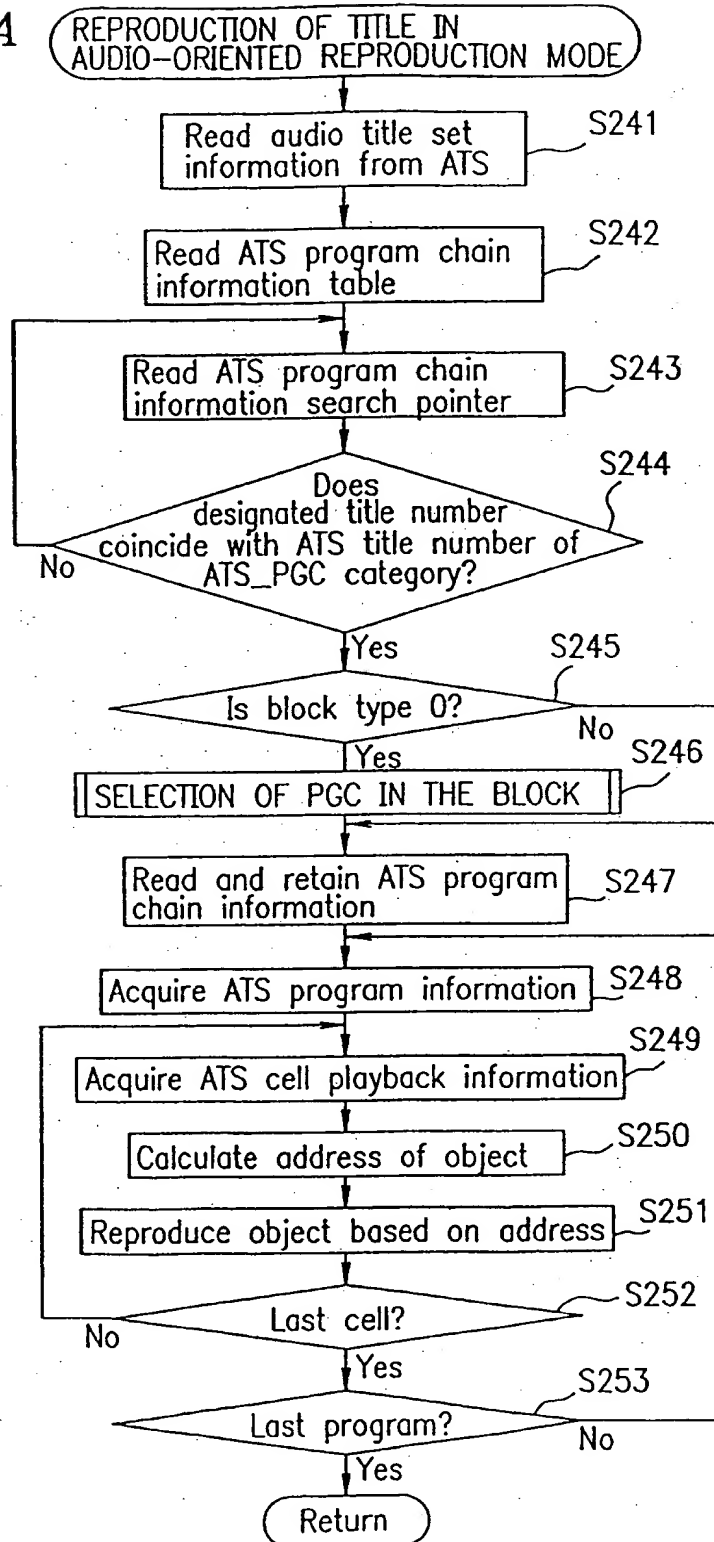 4
REPRODUCTION OF TITLE IN
AUDIO-ORIENTED REPRODUCTION MODE
S241
Read audio title set
information from ATS
S242
Read ATS program chain
information table
S243
Read ATS program chain
information search pointer
S244
Does
designated title number
coincide with ATS title number of
ATS_PGC category?
No
Yes
S245
Is block type 0?
No
Yes
S246
SELECTION OF PGC IN THE BLOCK
Read and retain ATS program
chain information
S247
Acquire ATS program information
S248
S249
Acquire ATS cell playback information
S250
Calculate address of object
S251
Reproduce object based on address
S252
Last cell?
No
Yes
S253
Last program?
No
Yes
Return